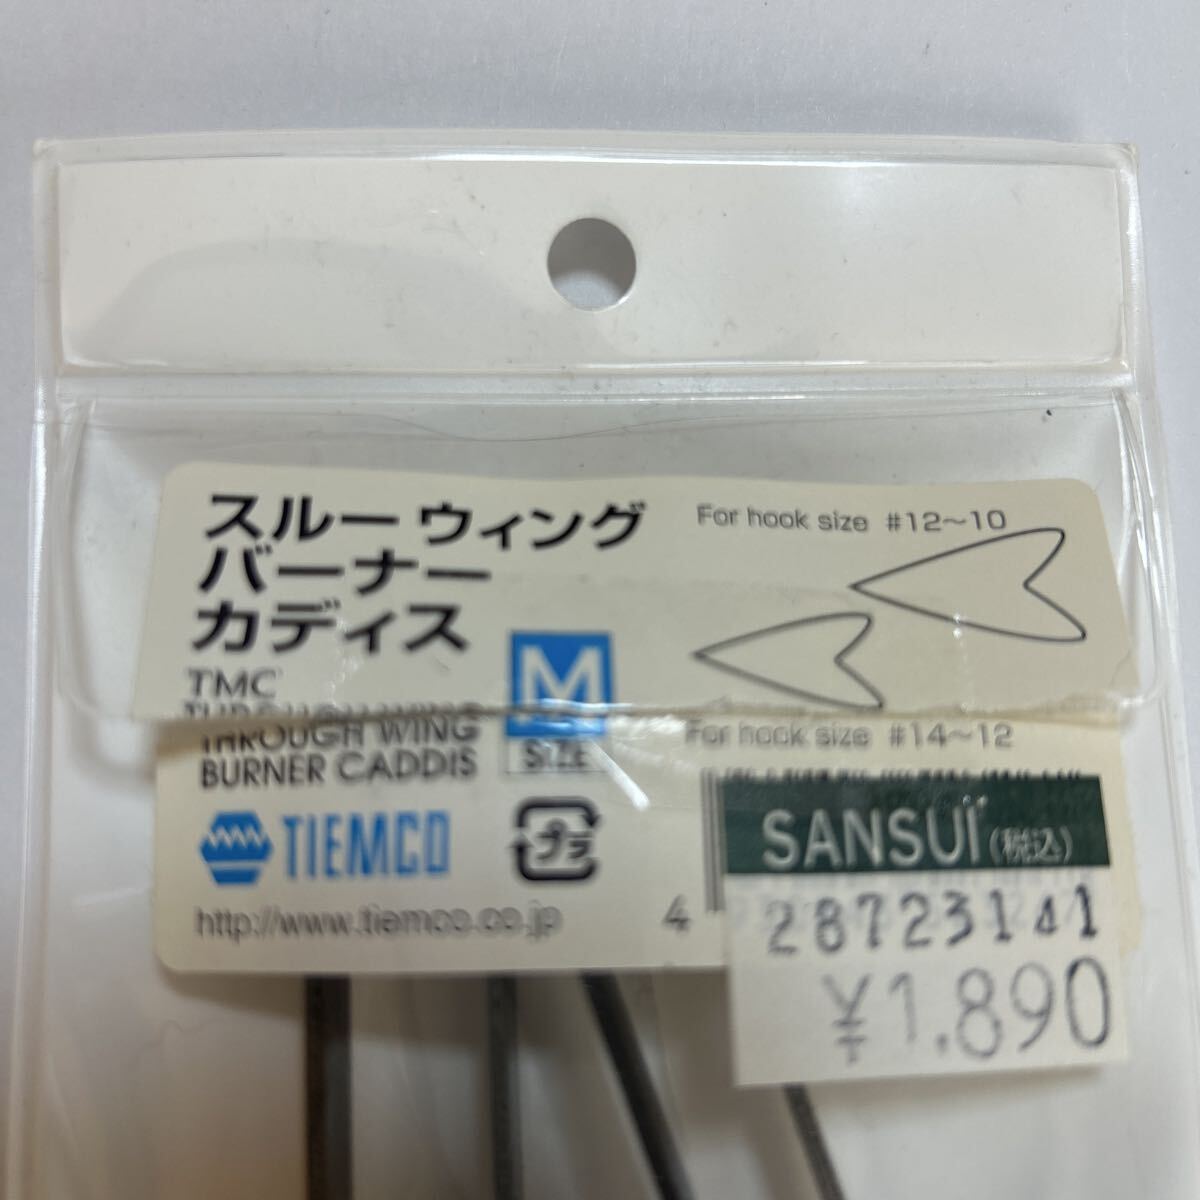 スルー ウィング
バーナー
カディス
TMC
THROUGH WING
BURNER CADDIS
M
SIZE
For hook size #12～10
For hook size #14～12
TIEMCO
プラ
http://www.tiemco.co.jp
4
SANSUI (税込)
28723141
¥1.890